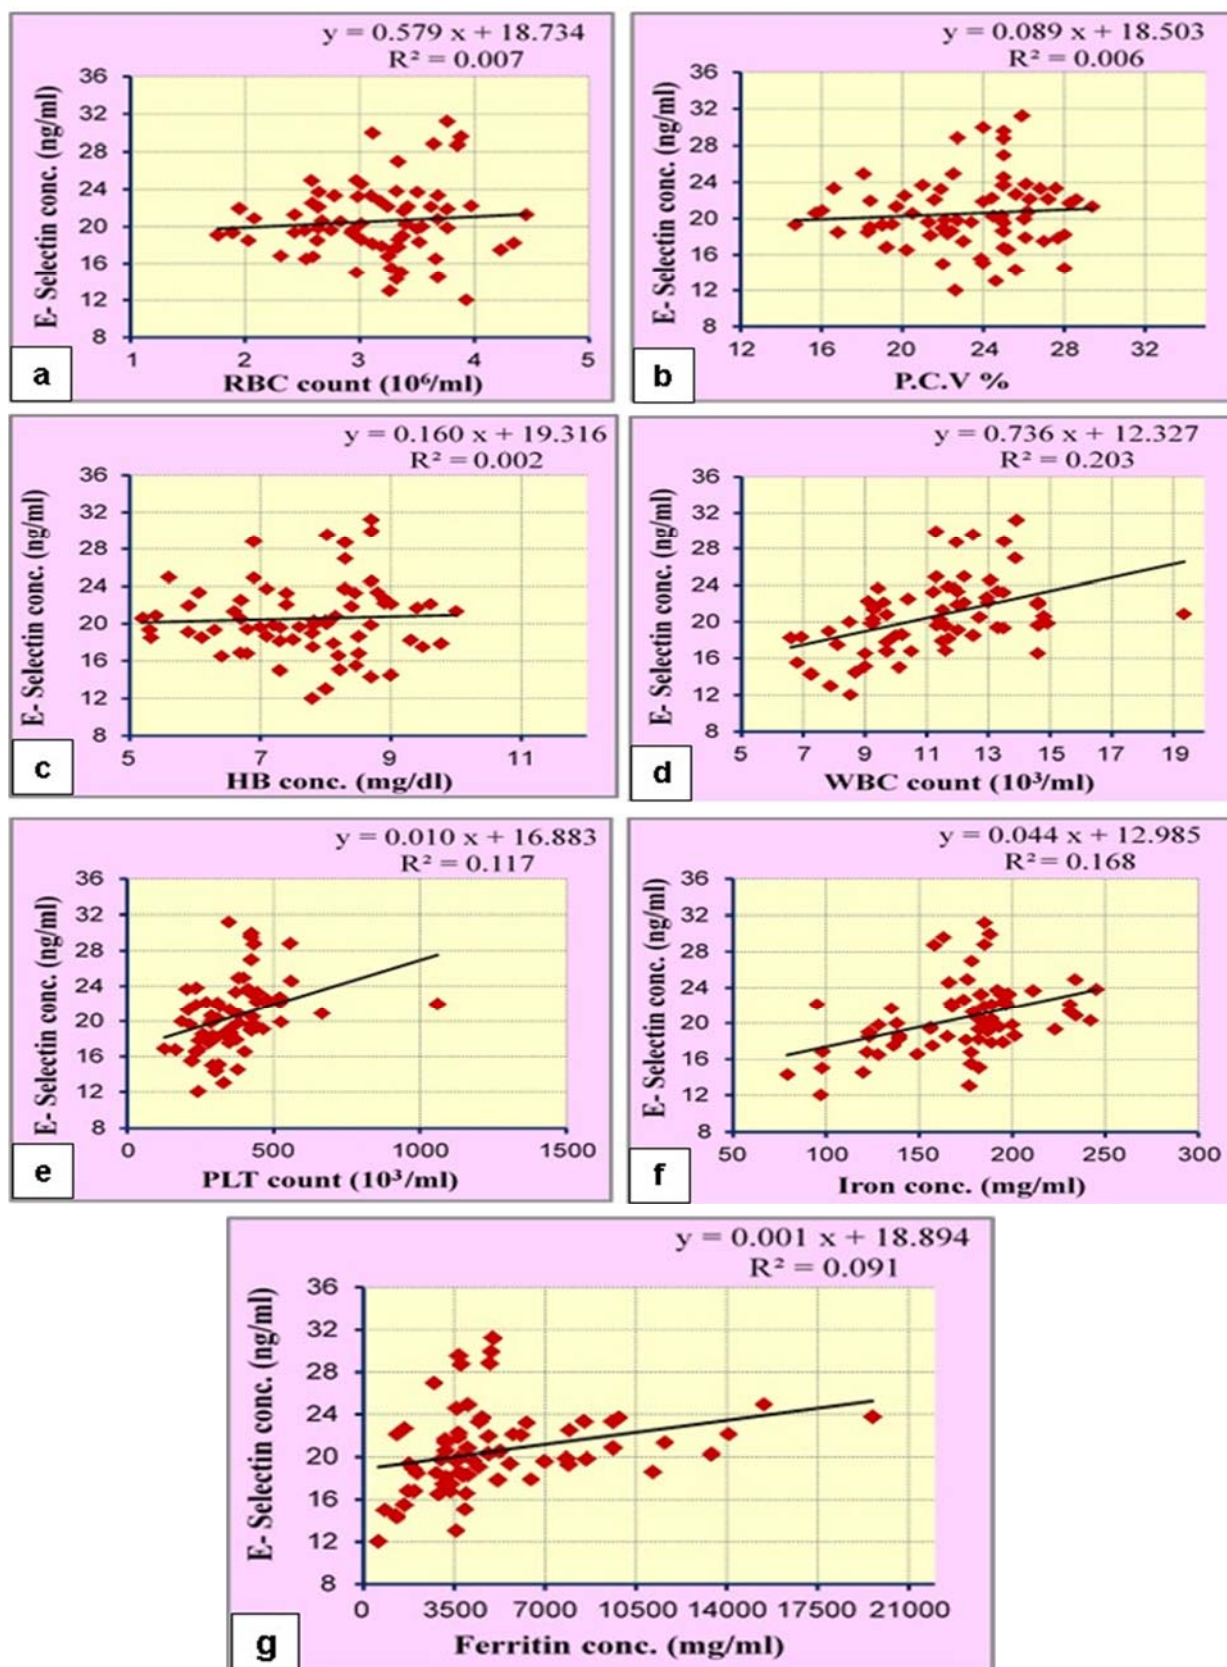 y = 0.579 x + 18.734
R² = 0.007
E- Selectin conc. (ng/ml)
36
32
28
24
20
16
12
8
1 2 3 4 5
RBC count (10⁶/ml)
a
y = 0.089 x + 18.503
R² = 0.006
E- Selectin conc. (ng/ml)
36
32
28
24
20
16
12
8
12 16 20 24 28 32
P.C.V %
b
y = 0.160 x + 19.316
R² = 0.002
E- Selectin conc. (ng/ml)
36
32
28
24
20
16
12
8
5 7 9 11
HB conc. (mg/dl)
c
y = 0.736 x + 12.327
R² = 0.203
E- Selectin conc. (ng/ml)
36
32
28
24
20
16
12
8
5 7 9 11 13 15 17 19
WBC count (10³/ml)
d
y = 0.010 x + 16.883
R² = 0.117
E- Selectin conc. (ng/ml)
36
32
28
24
20
16
12
8
0 500 1000 1500
PLT count (10³/ml)
e
y = 0.044 x + 12.985
R² = 0.168
E- Selectin conc. (ng/ml)
36
32
28
24
20
16
12
8
50 100 150 200 250 300
Iron conc. (mg/ml)
f
y = 0.001 x + 18.894
R² = 0.091
E- Selectin conc. (ng/ml)
36
32
28
24
20
16
12
8
0 3500 7000 10500 14000 17500 21000
Ferritin conc. (mg/ml)
g